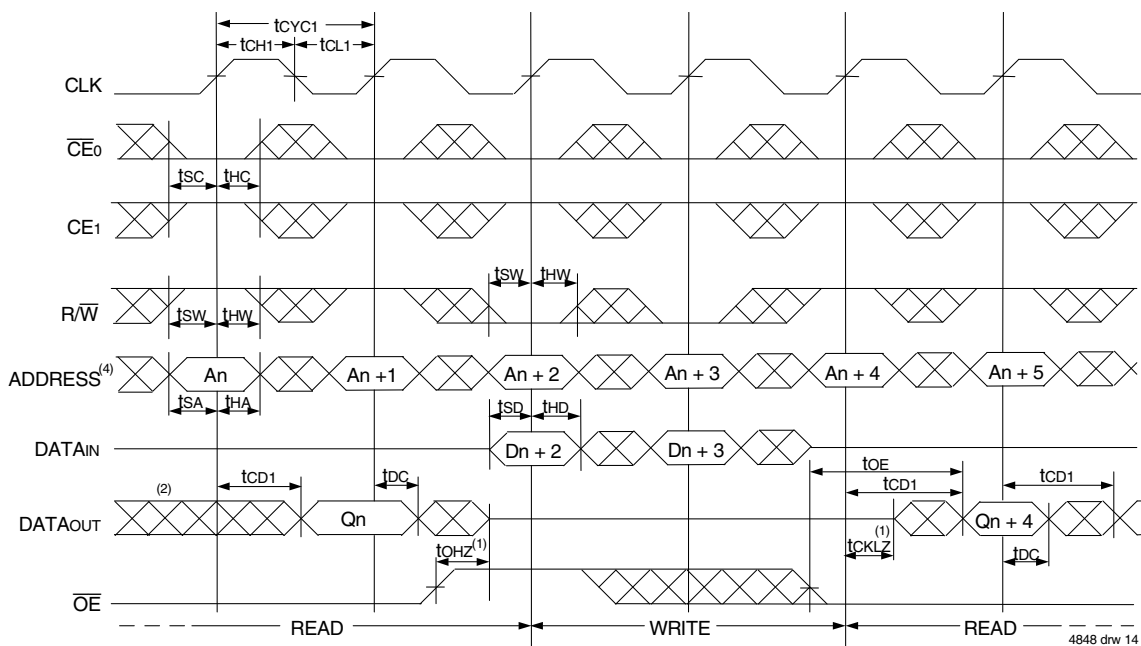 tCYC1
tCH1 tCL1
CLK
CE0
tSC tHC
CE1
tSW tHW
R/W
tSW tHW
ADDRESS(4) An An +1 An + 2 An + 3 An + 4 An + 5
tSA tHA tSD tHD
DATAIN Dn + 2 Dn + 3
tOE
tCD1 tDC tCD1 tCD1
(2)
DATAOUT Qn Qn + 4
tOHZ(1) tCKLZ(1) tDC
OE
READ WRITE READ
4848 drw 14